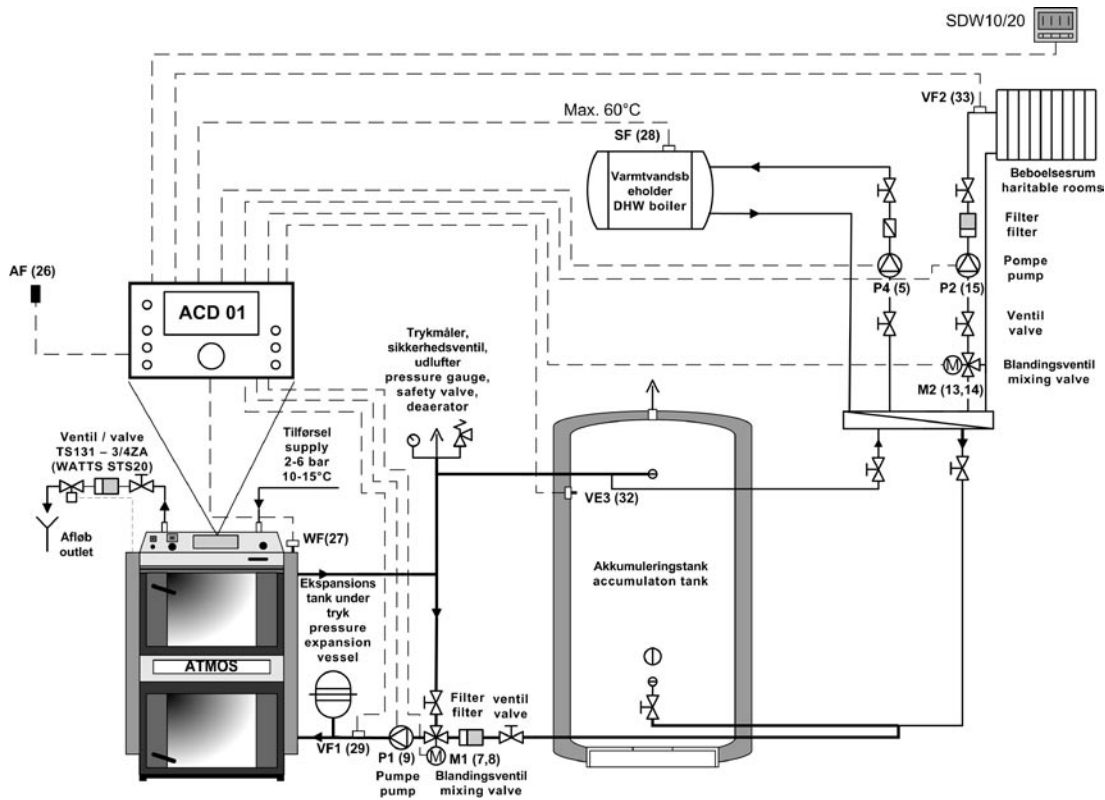 SDW10/20
VF2 (33)
Max. 60°C
SF (28)
Varmtvandsb
eholder
DHW boiler
Beboelsesrum
haritable rooms
Filter
filter
Pompe
pump
P4 (5)
P2 (15)
Ventil
valve
M
Blandingsventil
mixing valve
M2 (13,14)
AF (26)
ACD 01
Trykmåler,
sikkerhedsventil,
udlufter
pressure gauge,
safety valve,
deaerator
Ventil / valve
TS131 – 3/4ZA
(WATTS STS20)
Tilførsel
supply
2-6 bar
10-15°C
Afløb
outlet
WF(27)
VE3 (32)
Akkumuleringstank
accumulaton tank
Ekspansions
tank under
tryk
pressure
expansion
vessel
ATMOS
Filter
filter
ventil
valve
VF1 (29)
P1 (9)
Pumpe
pump
M
M1 (7,8)
Blandingsventil
mixing valve